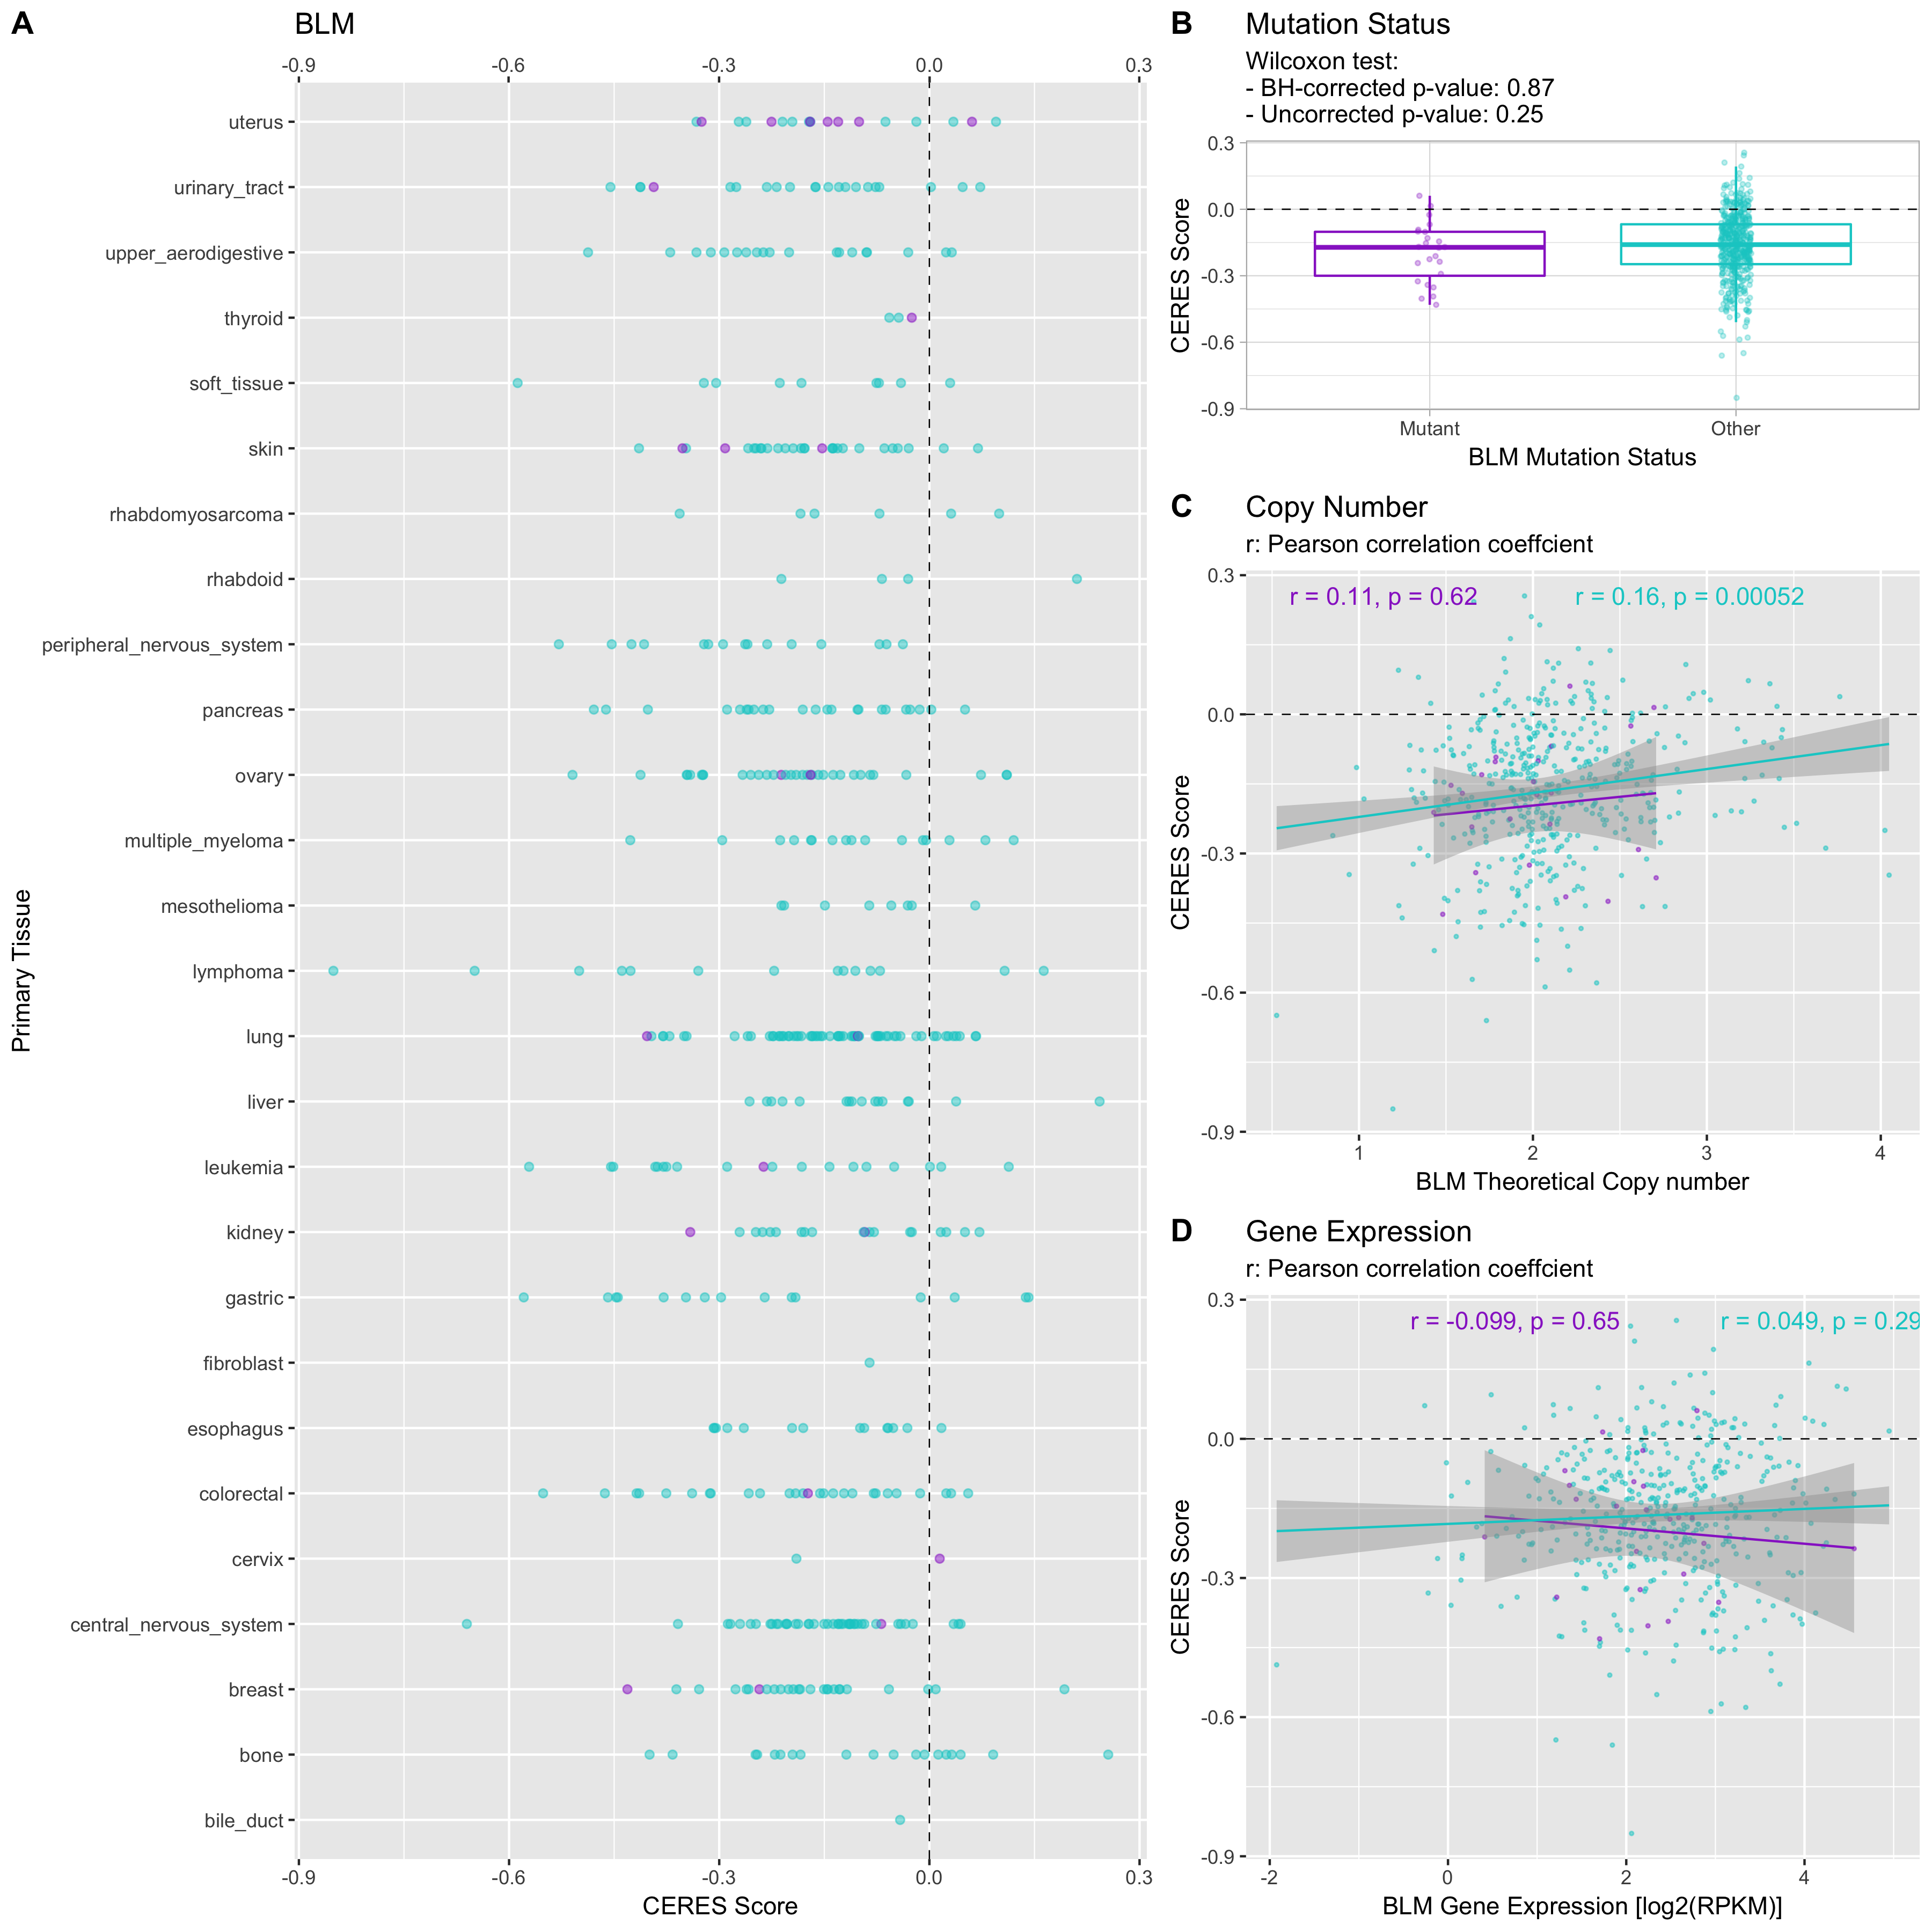 A
BLM
-0.9 -0.6 -0.3 0.0 0.3
uterus
urinary_tract
upper_aerodigestive
thyroid
soft_tissue
skin
rhabdomyosarcoma
rhabdoid
peripheral_nervous_system
pancreas
ovary
multiple_myeloma
mesothelioma
lymphoma
lung
liver
leukemia
kidney
gastric
fibroblast
esophagus
colorectal
cervix
central_nervous_system
breast
bone
bile_duct
Primary Tissue
-0.9 -0.6 -0.3 0.0 0.3
CERES Score
B
Mutation Status
Wilcoxon test:
- BH-corrected p-value: 0.87
- Uncorrected p-value: 0.25
0.3
0.0
-0.3
-0.6
-0.9
CERES Score
Mutant Other
BLM Mutation Status
C
Copy Number
r: Pearson correlation coeffcient
r = 0.11, p = 0.62 r = 0.16, p = 0.00052
0.3
0.0
-0.3
-0.6
-0.9
CERES Score
1 2 3 4
BLM Theoretical Copy number
D
Gene Expression
r: Pearson correlation coeffcient
r = -0.099, p = 0.65 r = 0.049, p = 0.29
0.3
0.0
-0.3
-0.6
-0.9
CERES Score
-2 0 2 4
BLM Gene Expression [log2(RPKM)]